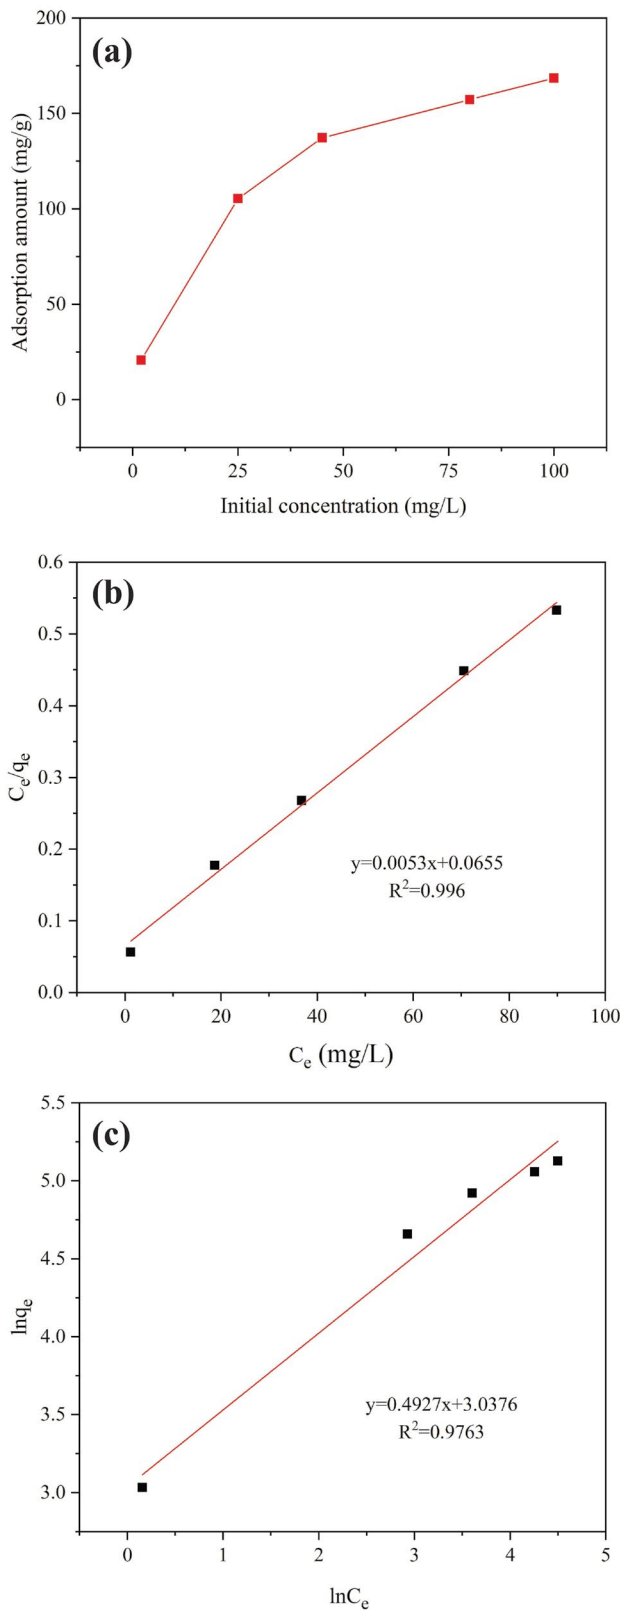 (a)
200
150
100
50
0
Adsorption amount (mg/g)
0 25 50 75 100
Initial concentration (mg/L)
(b)
0.6
0.5
0.4
0.3
0.2
0.1
0.0
Ce/qe
y=0.0053x+0.0655
R²=0.996
0 20 40 60 80 100
Ce (mg/L)
(c)
5.5
5.0
4.5
4.0
3.5
3.0
lnqe
y=0.4927x+3.0376
R²=0.9763
0 1 2 3 4 5
lnCe